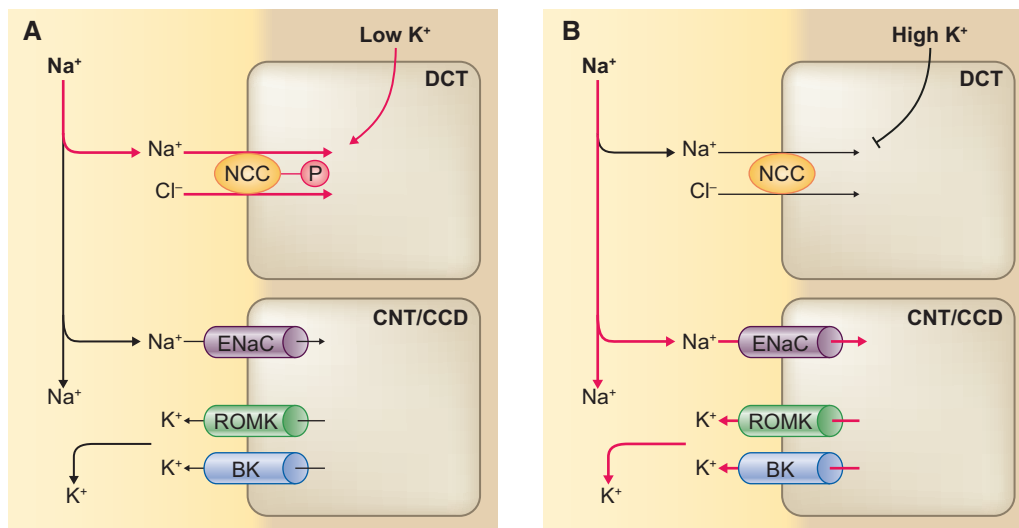 A
Low K⁺
Na⁺
DCT
Na⁺
NCC
P
Cl⁻
CNT/CCD
Na⁺
ENaC
Na⁺
K⁺
ROMK
K⁺
BK
K⁺
B
High K⁺
Na⁺
DCT
Na⁺
NCC
Cl⁻
CNT/CCD
Na⁺
ENaC
Na⁺
K⁺
ROMK
K⁺
BK
K⁺